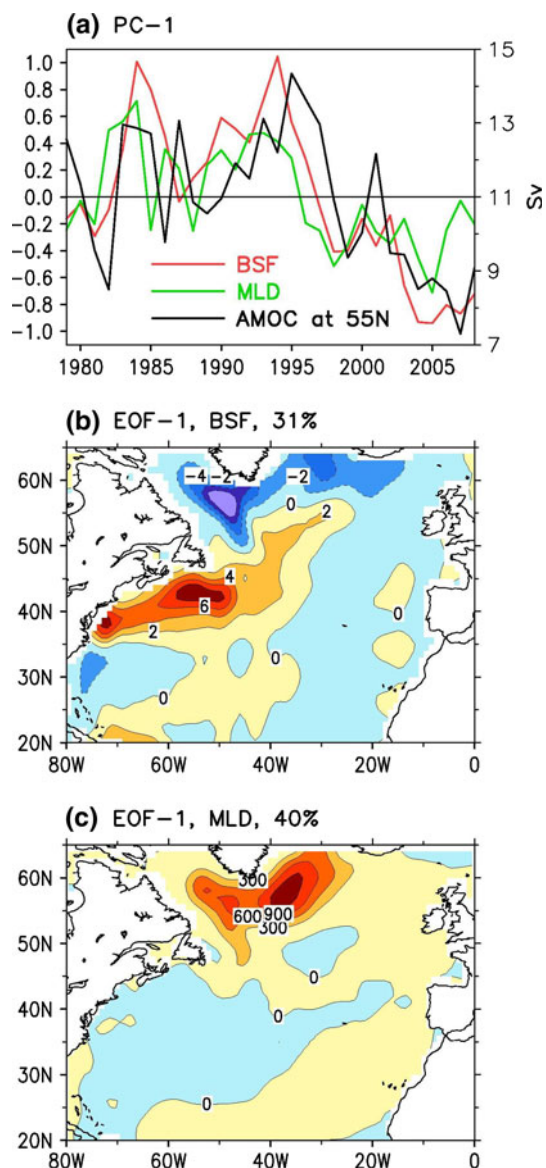 (a) PC-1
15
1.0
0.8
0.6
0.4
0.2
0.0
-0.2
-0.4
-0.6
-0.8
-1.0
13
11
9
7
Sv
BSF
MLD
AMOC at 55N
1980 1985 1990 1995 2000 2005
(b) EOF-1, BSF, 31%
60N
50N
40N
30N
20N
-4 -2 -2
0
2
4
6
2
0
0
0
80W 60W 40W 20W 0
(c) EOF-1, MLD, 40%
60N
50N
40N
30N
20N
300
600 900
300
0
0
0
80W 60W 40W 20W 0